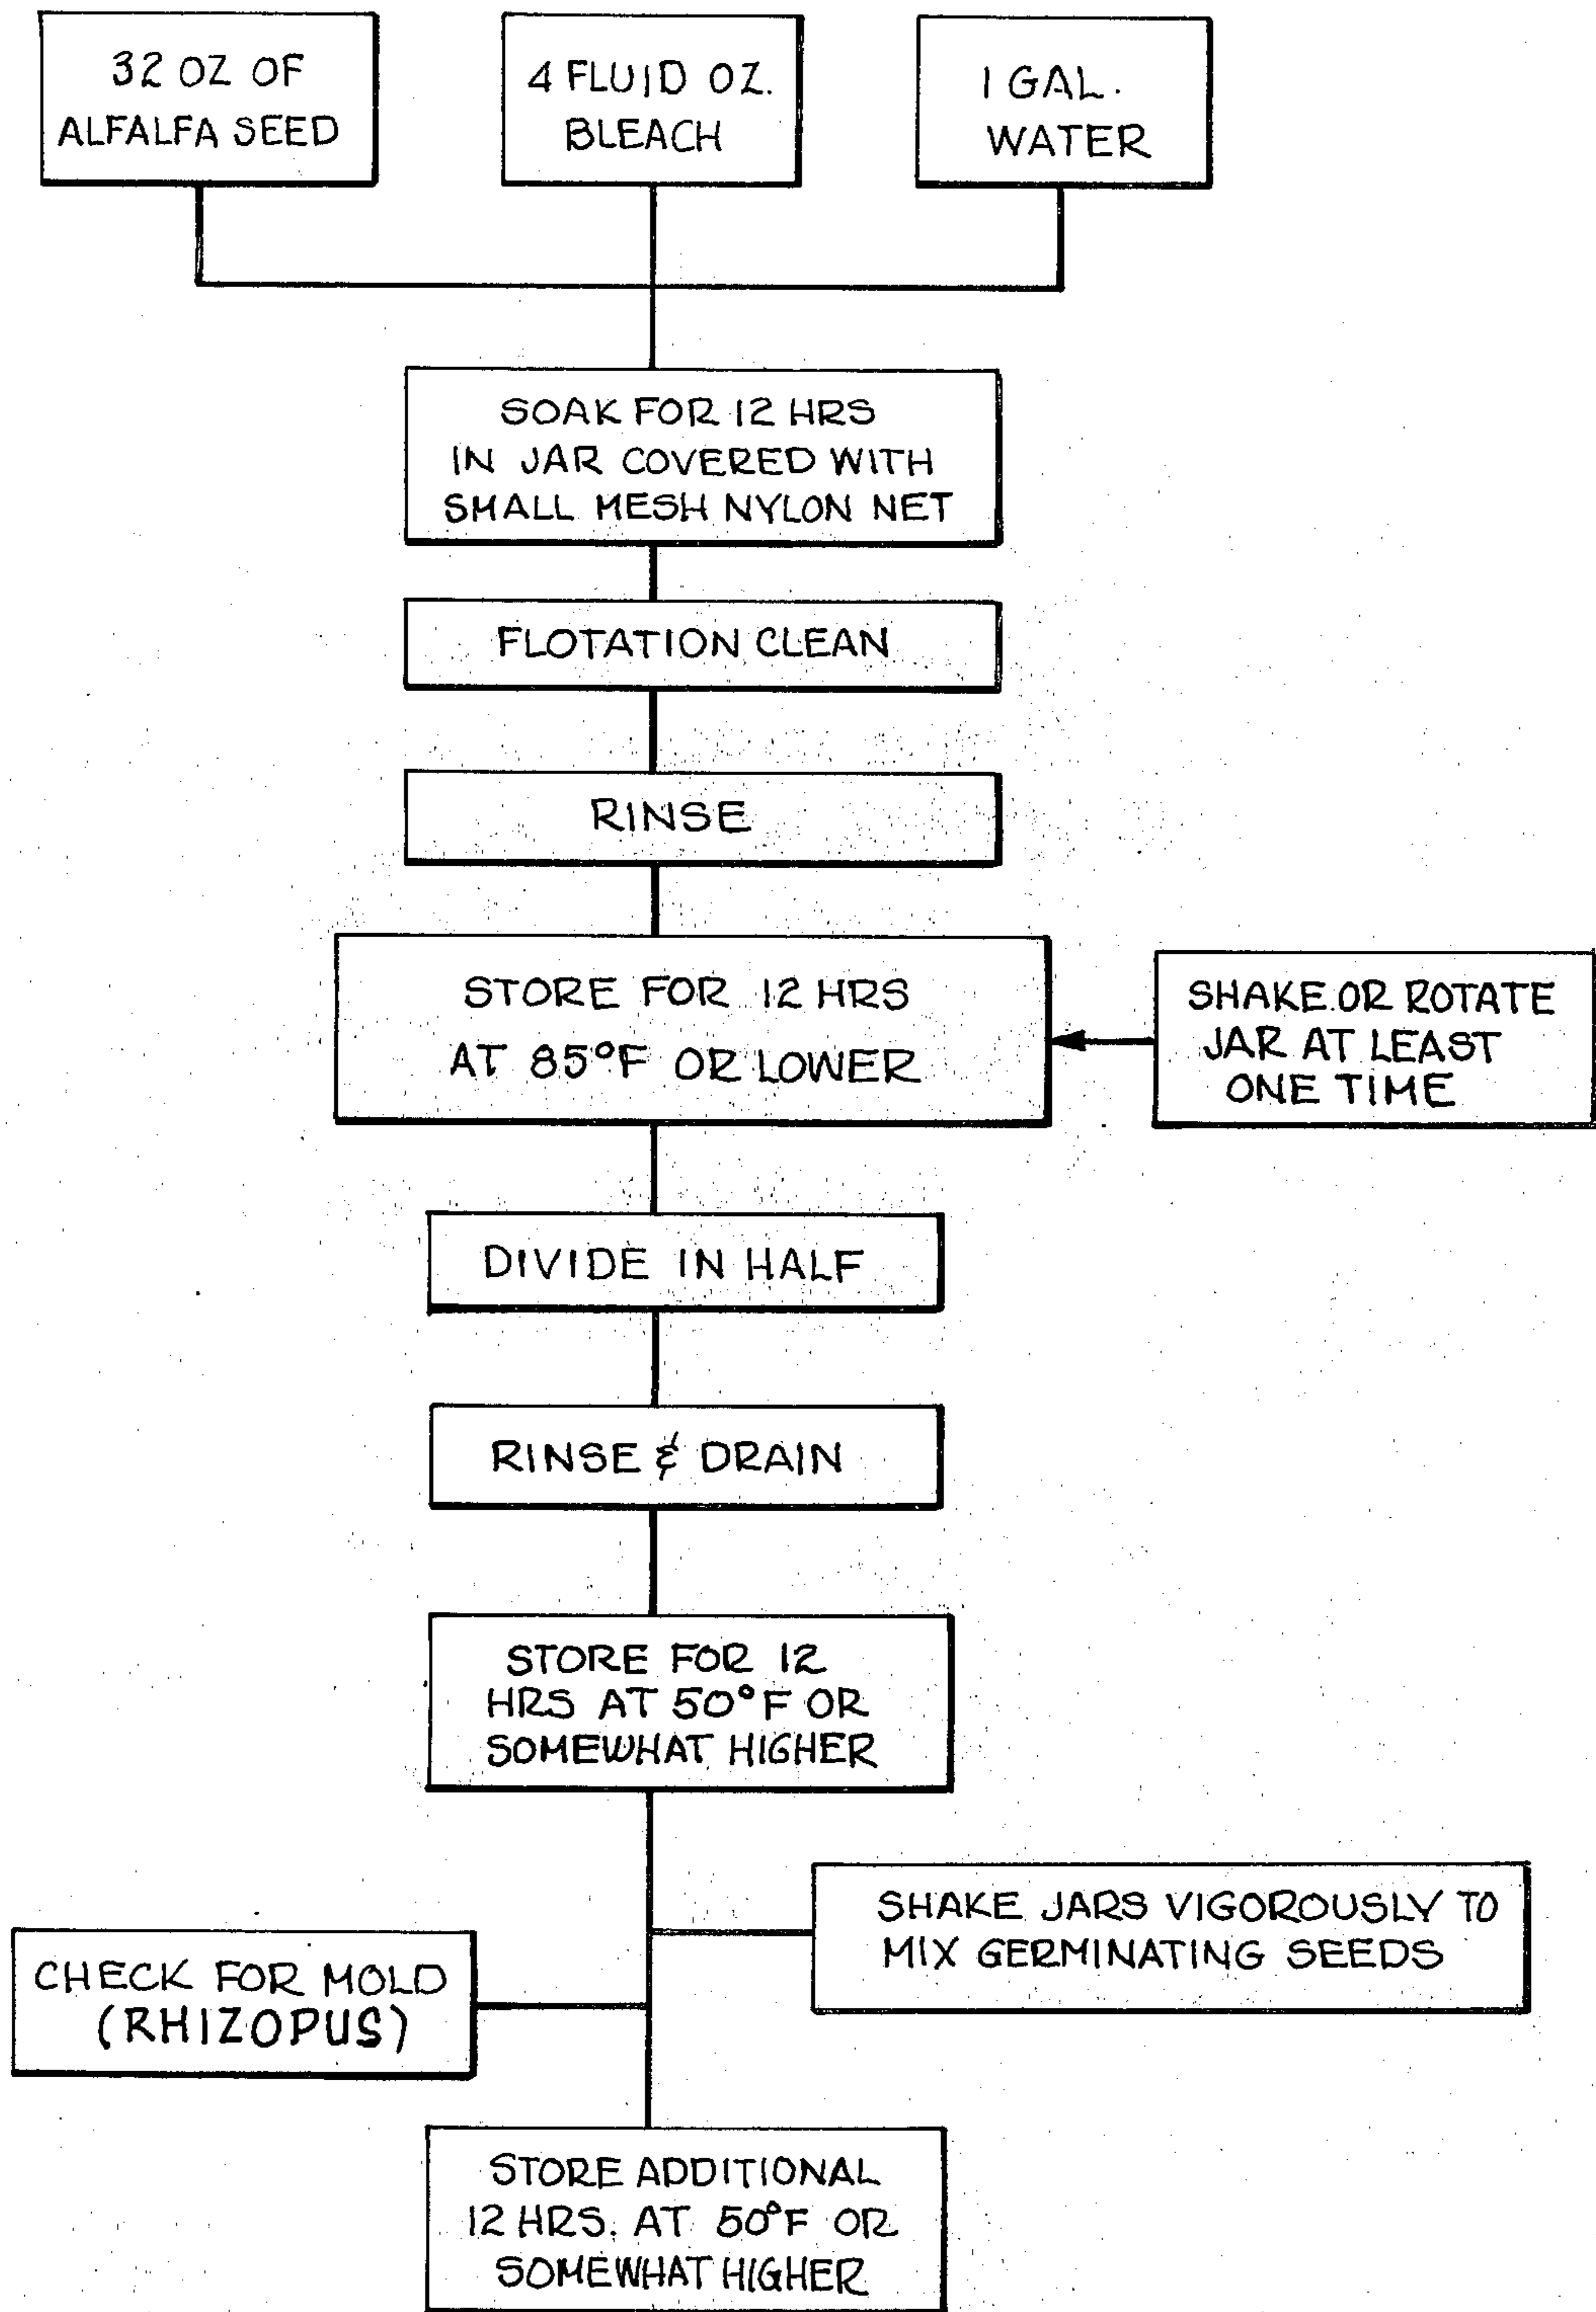 32 OZ OF
ALFALFA SEED
4 FLUID OZ.
BLEACH
1 GAL.
WATER
SOAK FOR 12 HRS
IN JAR COVERED WITH
SMALL MESH NYLON NET
FLOTATION CLEAN
RINSE
STORE FOR 12 HRS
AT 85°F OR LOWER
SHAKE OR ROTATE
JAR AT LEAST
ONE TIME
DIVIDE IN HALF
RINSE & DRAIN
STORE FOR 12
HRS AT 50°F OR
SOMEWHAT HIGHER
SHAKE JARS VIGOROUSLY TO
MIX GERMINATING SEEDS
CHECK FOR MOLD
(RHIZOPUS)
STORE ADDITIONAL
12 HRS. AT 50°F OR
SOMEWHAT HIGHER